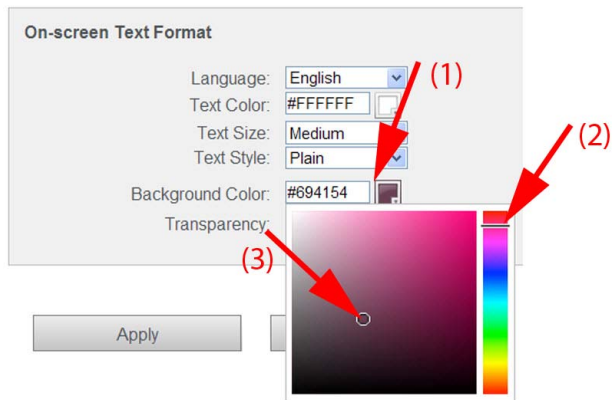 On-screen Text Format
Language: English
(1)
Text Color: #FFFFFF
Text Size: Medium
(2)
Text Style: Plain
Background Color: #694154
Transparency:
(3)
Apply